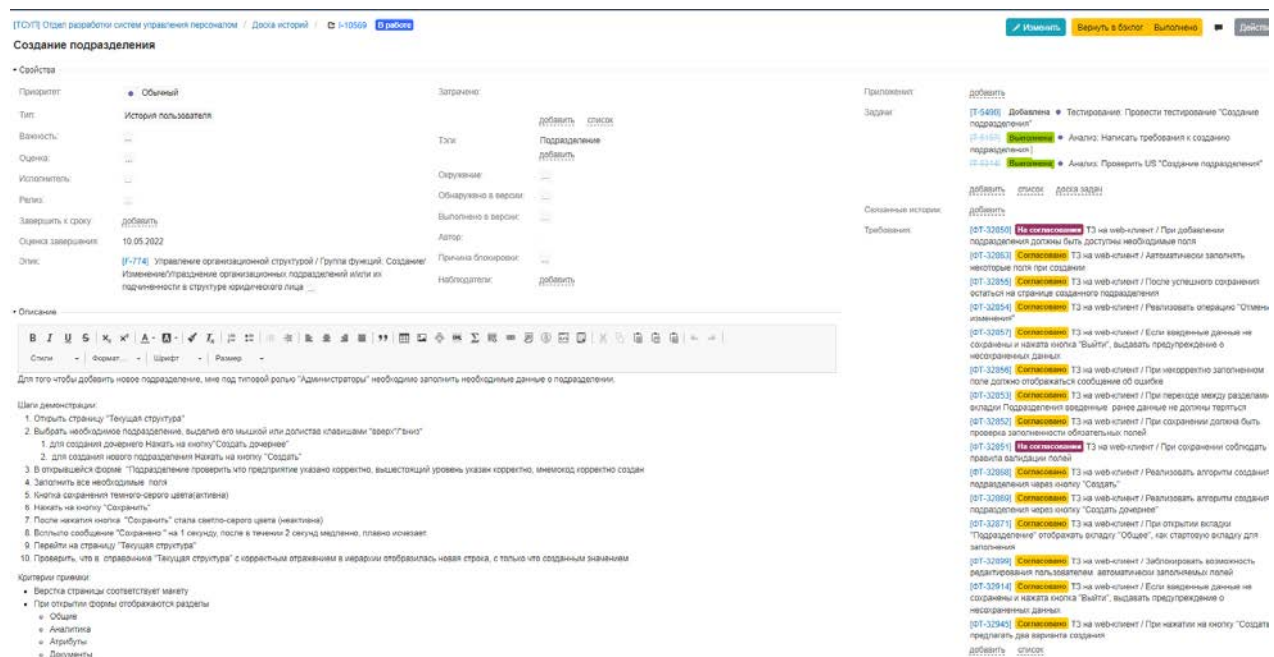 [ТСУП] Отдел разработки систем управления персоналом / Доска историй / I-10569 В работе
Изменить
Вернуть в бэклог
Выполнено
Создание подразделения
Свойства
Приоритет:
Обычный
Тип:
История пользователя
Важность:
...
Оценка:
...
Исполнитель:
...
Релиз:
...
Завершить к сроку:
добавить
Оценка завершения:
10.05.2022
Эпик:
[F-774] Управление организационной структурой / Группа функций: Создание/
Изменение/Упразднение организационных подразделений и/или их
подчиненности в структуре юридического лица ...
Затрачено:
добавить список
Тэги:
Подразделение
добавить
Окружение:
...
Обнаружено в версии:
...
Выполнено в версии:
...
Автор:
Причина блокировки:
...
Наблюдатели:
добавить
Приложения:
добавить
Задачи:
[T-5490] Добавлена Тестирование: Провести тестирование "Создание
подразделения"
Выполнена Анализ: Написать требования к созданию
подразделения]
Выполнена Анализ: Проверить US "Создание подразделения"
добавить список доска задач
Связанные истории:
добавить
Требования:
[ФТ-32850] На согласовании ТЗ на web-клиент / При добавлении
подразделения должны быть доступны необходимые поля
[ФТ-32863] Согласовано ТЗ на web-клиент / Автоматически заполнять
некоторые поля при создании
[ФТ-32855] Согласовано ТЗ на web-клиент / После успешного сохранения
остаться на странице созданного подразделения
[ФТ-32854] Согласовано ТЗ на web-клиент / Реализовать операцию "Отмены
изменения"
[ФТ-32857] Согласовано ТЗ на web-клиент / Если введенные данные не
сохранены и нажата кнопка "Выйти", выдавать предупреждение о
несохраненных данных
[ФТ-32856] Согласовано ТЗ на web-клиент / При некорректно заполненном
поле должно отображаться сообщение об ошибке
[ФТ-32853] Согласовано ТЗ на web-клиент / При переходе между разделами
вкладки Подразделения введенные ранее данные не должны теряться
[ФТ-32852] Согласовано ТЗ на web-клиент / При сохранении должна быть
проверка заполненности обязательных полей
[ФТ-32851] На согласовании ТЗ на web-клиент / При сохранении соблюдать
правила валидации полей
[ФТ-32868] Согласовано ТЗ на web-клиент / Реализовать алгоритм создания
подразделения через кнопку "Создать"
[ФТ-32869] Согласовано ТЗ на web-клиент / Реализовать алгоритм создания
подразделения через кнопку "Создать дочернее"
[ФТ-32871] Согласовано ТЗ на web-клиент / При открытии вкладки
"Подразделение" отображать вкладку "Общее", как стартовую вкладку для
заполнения
[ФТ-32899] Согласовано ТЗ на web-клиент / Заблокировать возможность
редактирования пользователем автоматически заполняемых полей
[ФТ-32914] Согласовано ТЗ на web-клиент / Если введенные данные не
сохранены и нажата кнопка "Выйти", выдавать предупреждение о
несохраненных данных
[ФТ-32945] Согласовано ТЗ на web-клиент / При нажатии на кнопку "Создать
предлагать два варианта создания
добавить список
Описание
Стили Формат... Шрифт Размер
Для того чтобы добавить новое подразделение, мне под типовой ролью "Администраторы" необходимо заполнить необходимые данные о подразделении.
Шаги демонстрации:
1. Открыть страницу "Текущая структура"
2. Выбрать необходимое подразделение, выделив его мышкой или долистав клавишами "вверх"/"вниз"
1. для создания дочернего Нажать на кнопку"Создать дочернее"
2. для создания нового подразделения Нажать на кнопку "Создать"
3. В открывшейся форме "Подразделение проверить что предприятие указано корректно, вышестоящий уровень указан корректно, мнемокод корректно создан
4. Заполнить все необходимые поля
5. Кнопка сохранения темного-серого цвета(активна)
6. Нажать на кнопку "Сохранить"
7. После нажатия кнопка "Сохранить" стала светло-серого цвета (неактивна)
8. Всплыло сообщение "Сохранено " на 1 секунду, после в течении 2 секунд медленно, плавно исчезает
9. Перейти на страницу "Текущая структура"
10. Проверить, что в справочнике "Текущая структура" с корректным отражением в иерархии отобразилась новая строка, с только что созданным значением
Критерии приемки:
Верстка страницы соответствует макету
При открытии формы отображаются разделы
Общие
Аналитика
Атрибуты
Документы